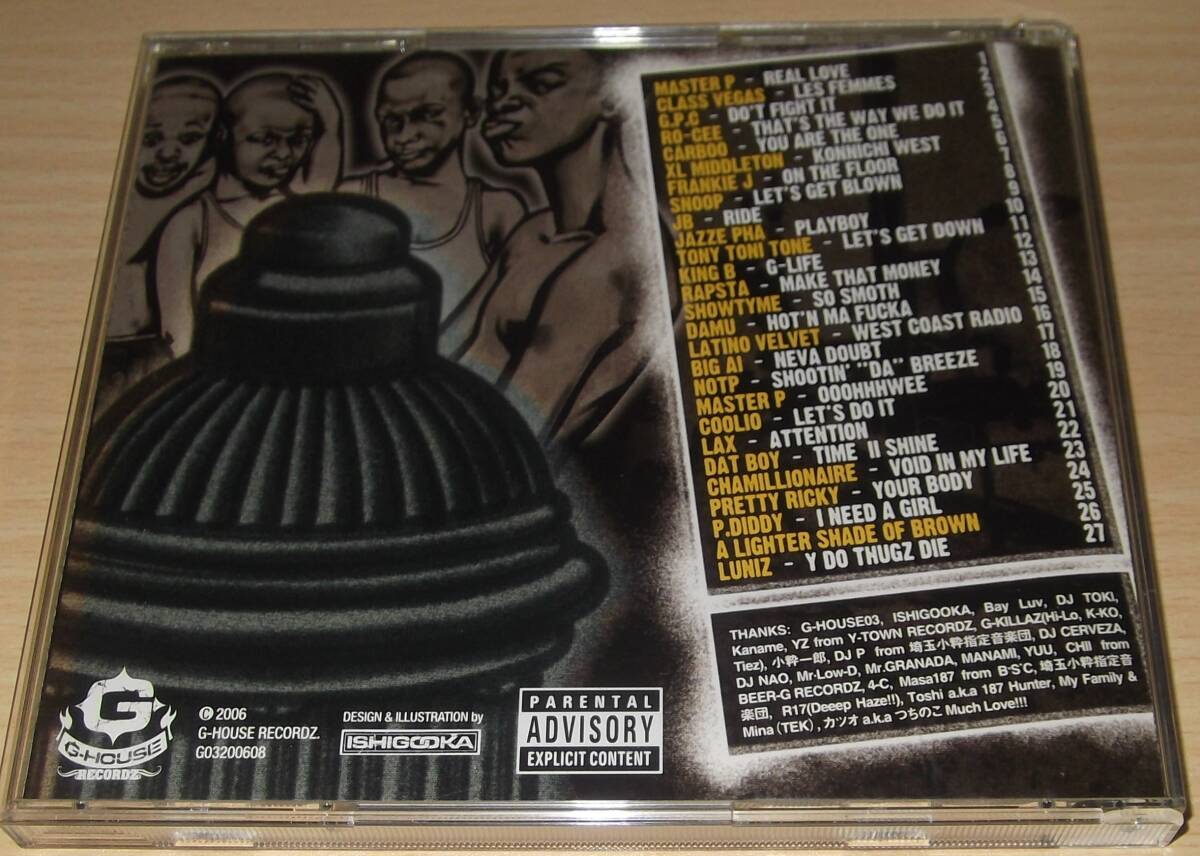 MASTER P - REAL LOVE 1
CLASS VEGAS - LES FEMMES 2
G.P.G - DO'T FIGHT IT 3
RO-CEE - THAT'S THE WAY WE DO IT 4
CARBOO - YOU ARE THE ONE 5
XL MIDDLETON - KONNICHI WEST 6
FRANKIE J - ON THE FLOOR 7
SNOOP - LET'S GET BLOWN 8
JB - RIDE 9
JAZZE PHA - PLAYBOY 10
TONY TONI TONE - LET'S GET DOWN 11
KING B - G-LIFE 12
RAPSTA - MAKE THAT MONEY 13
SHOWTYME - SO SMOTH 14
DAMU - HOT'N MA FUCKA 15
LATINO VELVET - WEST COAST RADIO 16
BIG AI - NEVA DOUBT 17
NOTP - SHOOTIN' "DA" BREEZE 18
MASTER P - OOOHHHWEE 19
COOLIO - LET'S DO IT 20
LAX - ATTENTION 21
DAT BOY - TIME II SHINE 22
CHAMILLIONAIRE - VOID IN MY LIFE 23
PRETTY RICKY - YOUR BODY 24
P.DIDDY - I NEED A GIRL 25
A LIGHTER SHADE OF BROWN 26
LUNIZ - Y DO THUGZ DIE 27
THANKS: G-HOUSE03, ISHIGOOKA, Bay Luv, DJ TOKI,
Kaname, YZ from Y-TOWN RECORDZ, G-KILLAZ(Hi-Lo, K-KO,
Tiez), 小粋一郎, DJ P from 埼玉小粋指定音楽団, DJ CERVEZA,
DJ NAO, Mr.Low-D, Mr.GRANADA, MANAMI, YUU, CHII from
BEER-G RECORDZ, 4-C, Masa187 from B'S'C, 埼玉小粋指定音
楽団, R17(Deeep Haze!!), Toshi a.k.a 187 Hunter, My Family &
Mina (TEK) , カツオ a.k.a つちのこ Much Love!!!
G
G-HOUSE
RECORDZ
© 2006
G-HOUSE RECORDZ.
G03200608
DESIGN & ILLUSTRATION by
ISHIGOOKA
PARENTAL
ADVISORY
EXPLICIT CONTENT